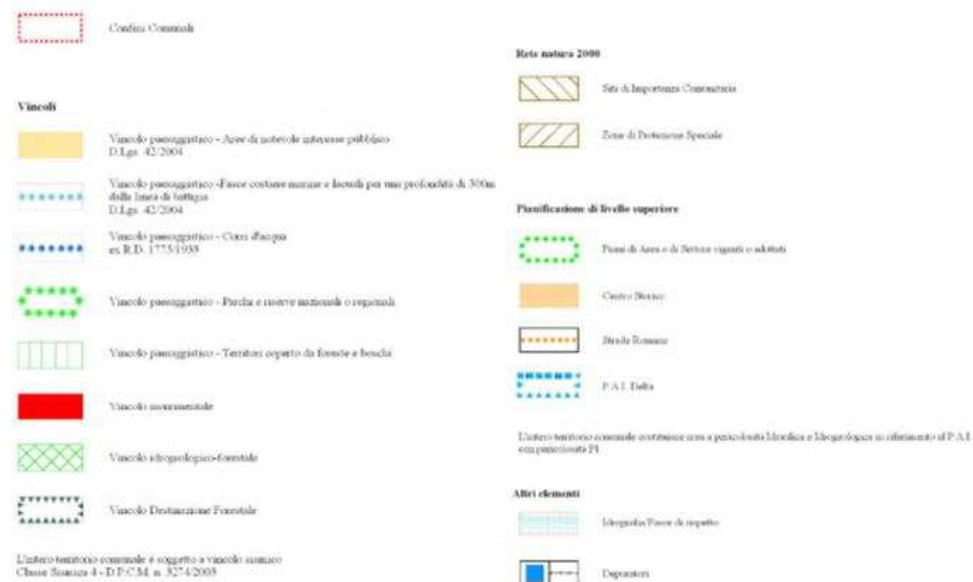 Confini Comunali
Vincoli
Vincolo paesaggistico - Aree di notevole interesse pubblico
D.Lgs. 42/2004
Vincolo paesaggistico -Fasce costiere marine e lacuali per una profondità di 300m
dalla linea di battigia
D.Lgs. 42/2004
Vincolo paesaggistico - Corsi d'acqua
ex R.D. 1775/1933
Vincolo paesaggistico - Parchi e riserve nazionali o regionali
Vincolo paesaggistico - Territori coperto da foreste e boschi
Vincolo monumentale
Vincolo idrogeologico-forestale
Vincolo Destinazione Forestale
L'intero territorio comunale è soggetto a vincolo sismico
Classe Sismica 4 - D.P.C.M. n. 3274/2003
Rete natura 2000
Siti di Importanza Comunitaria
Zone di Protezione Speciale
Pianificazione di livello superiore
Piani di Area o di Settore vigenti o adottati
Centro Storico
Strada Romana
P.A.I. Delta
L'intero territorio comunale costituisce area a pericolosità Idraulica e Idrogeologica in riferimento al P.A.I.
con pericolosità P1
Altri elementi
Idrografia Fasce di rispetto
Depuratori